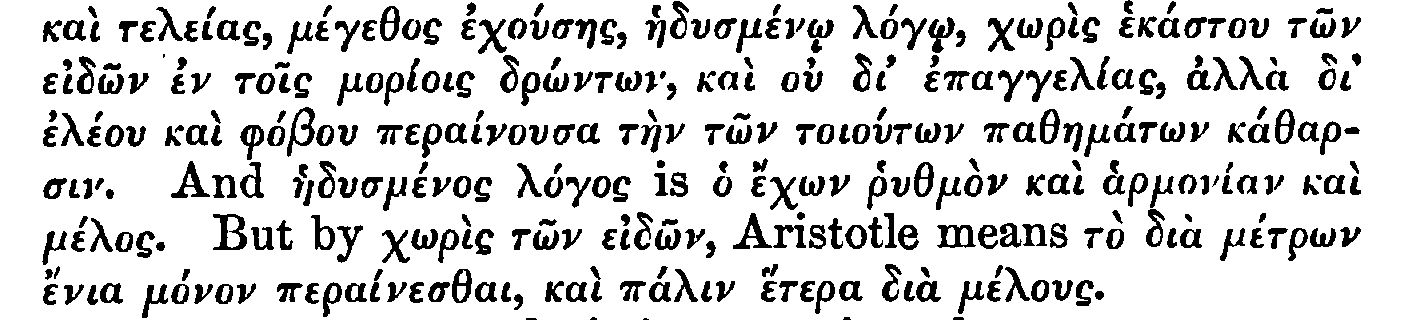 καὶ τελείας, μέγεθος ἐχούσης, ἡδυσμένῳ λόγῳ, χωρὶς ἑκάστου τῶν
εἰδῶν ἐν τοῖς μορίοις δρώντων, καὶ οὐ δι' ἐπαγγελίας, ἀλλὰ δι'
ἐλέου καὶ φόβου περαίνουσα τὴν τῶν τοιούτων παθημάτων κάθαρ-
σιν. And ἡδυσμένος λόγος is ὁ ἔχων ῥυθμὸν καὶ ἁρμονίαν καὶ
μέλος. But by χωρὶς τῶν εἰδῶν, Aristotle means τὸ διὰ μέτρων
ἔνια μόνον περαίνεσθαι, καὶ πάλιν ἕτερα διὰ μέλους.